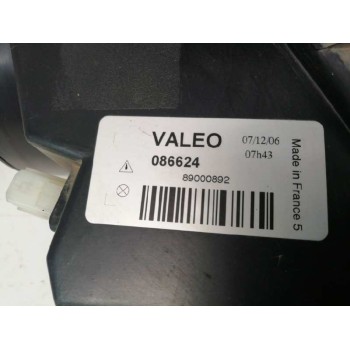 VALEO
07/12/06
086624
07h43
89000892
Made in France 5